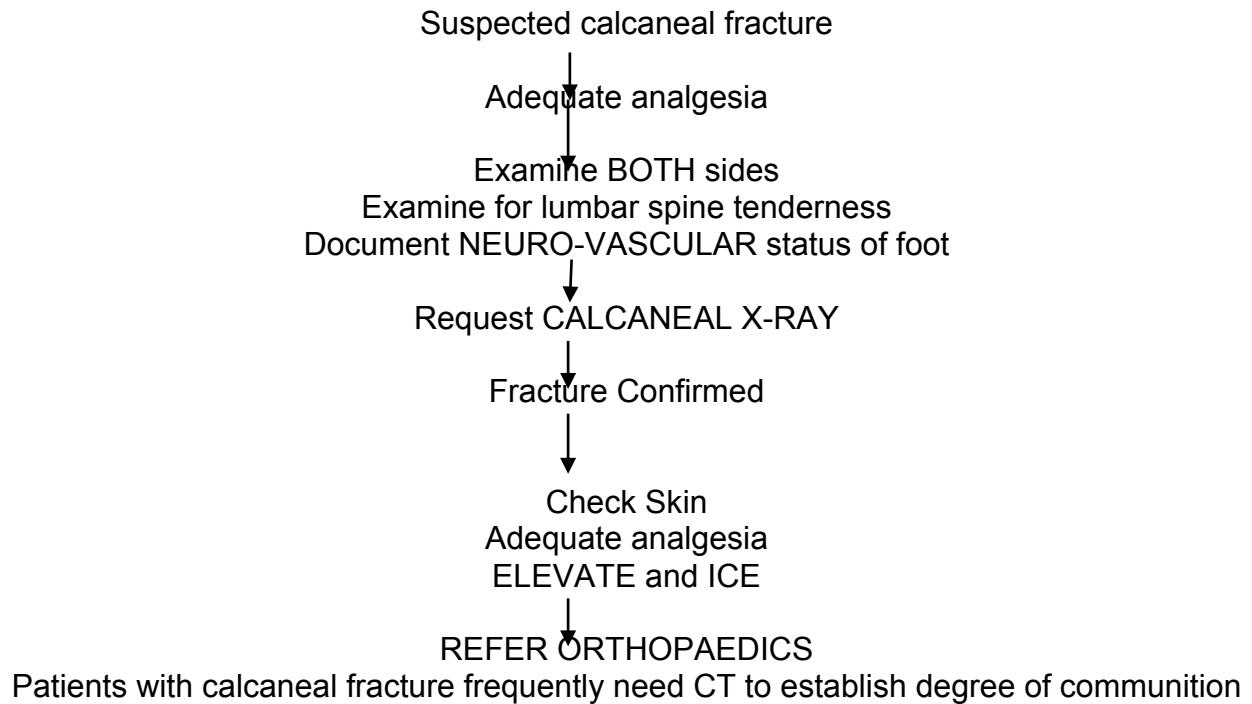 Suspected calcaneal fracture
Adequate analgesia
Examine BOTH sides
Examine for lumbar spine tenderness
Document NEURO-VASCULAR status of foot
Request CALCANEAL X-RAY
Fracture Confirmed
Check Skin
Adequate analgesia
ELEVATE and ICE
REFER ORTHOPAEDICS
Patients with calcaneal fracture frequently need CT to establish degree of communition